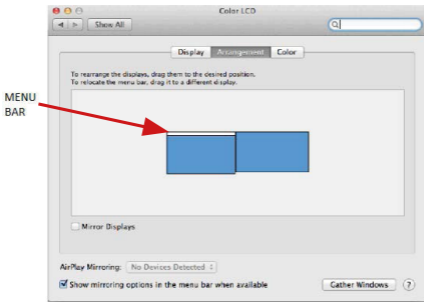 Color LCD
Show All
Display Arrangement Color
To rearrange the displays, drag them to the desired position.
To relocate the menu bar, drag it to a different display.
MENU
BAR
Mirror Displays
AirPlay Mirroring: No Devices Detected
Show mirroring options in the menu bar when available
Gather Windows ?